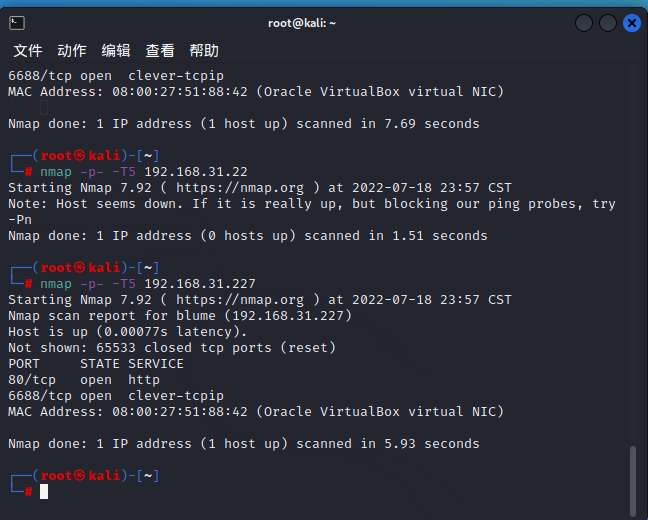 root@kali: ~
文件 动作 编辑 查看 帮助
6688/tcp open  clever-tcpip
MAC Address: 08:00:27:51:88:42 (Oracle VirtualBox virtual NIC)
Nmap done: 1 IP address (1 host up) scanned in 7.69 seconds
┌──(root㉿kali)-[~]
└─# nmap -p- -T5 192.168.31.22
Starting Nmap 7.92 ( https://nmap.org ) at 2022-07-18 23:57 CST
Note: Host seems down. If it is really up, but blocking our ping probes, try
-Pn
Nmap done: 1 IP address (0 hosts up) scanned in 1.51 seconds
┌──(root㉿kali)-[~]
└─# nmap -p- -T5 192.168.31.227
Starting Nmap 7.92 ( https://nmap.org ) at 2022-07-18 23:57 CST
Nmap scan report for blume (192.168.31.227)
Host is up (0.00077s latency).
Not shown: 65533 closed tcp ports (reset)
PORT     STATE SERVICE
80/tcp   open  http
6688/tcp open  clever-tcpip
MAC Address: 08:00:27:51:88:42 (Oracle VirtualBox virtual NIC)
Nmap done: 1 IP address (1 host up) scanned in 5.93 seconds
┌──(root㉿kali)-[~]
└─#